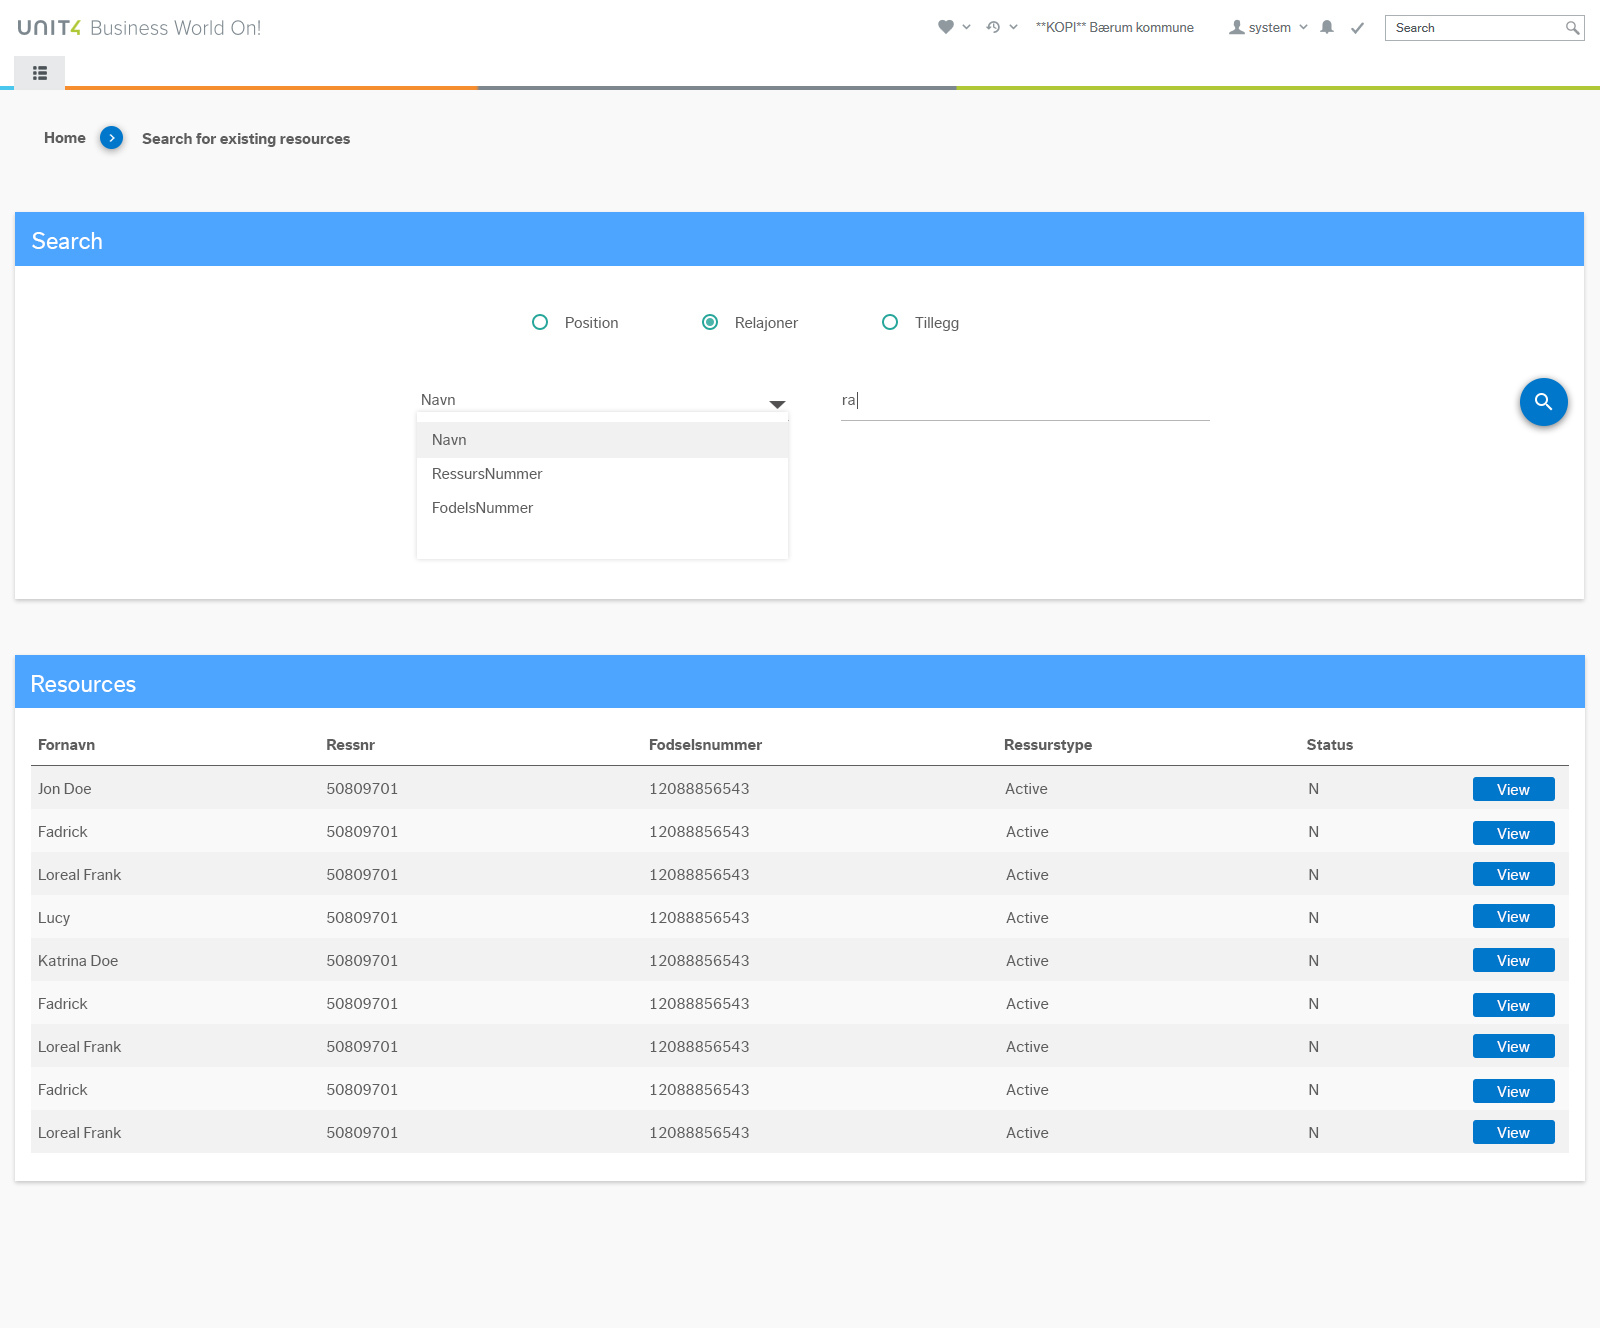 UNIT4 Business World On!
**KOPI** Bærum kommune
system
Search
Home
Search for existing resources
Search
Position
Relajoner
Tillegg
Navn
ra
Navn
RessursNummer
FodelsNummer
Resources
Fornavn Ressnr Fodselsnummer Ressurstype Status
Jon Doe 50809701 12088856543 Active N View
Fadrick 50809701 12088856543 Active N View
Loreal Frank 50809701 12088856543 Active N View
Lucy 50809701 12088856543 Active N View
Katrina Doe 50809701 12088856543 Active N View
Fadrick 50809701 12088856543 Active N View
Loreal Frank 50809701 12088856543 Active N View
Fadrick 50809701 12088856543 Active N View
Loreal Frank 50809701 12088856543 Active N View